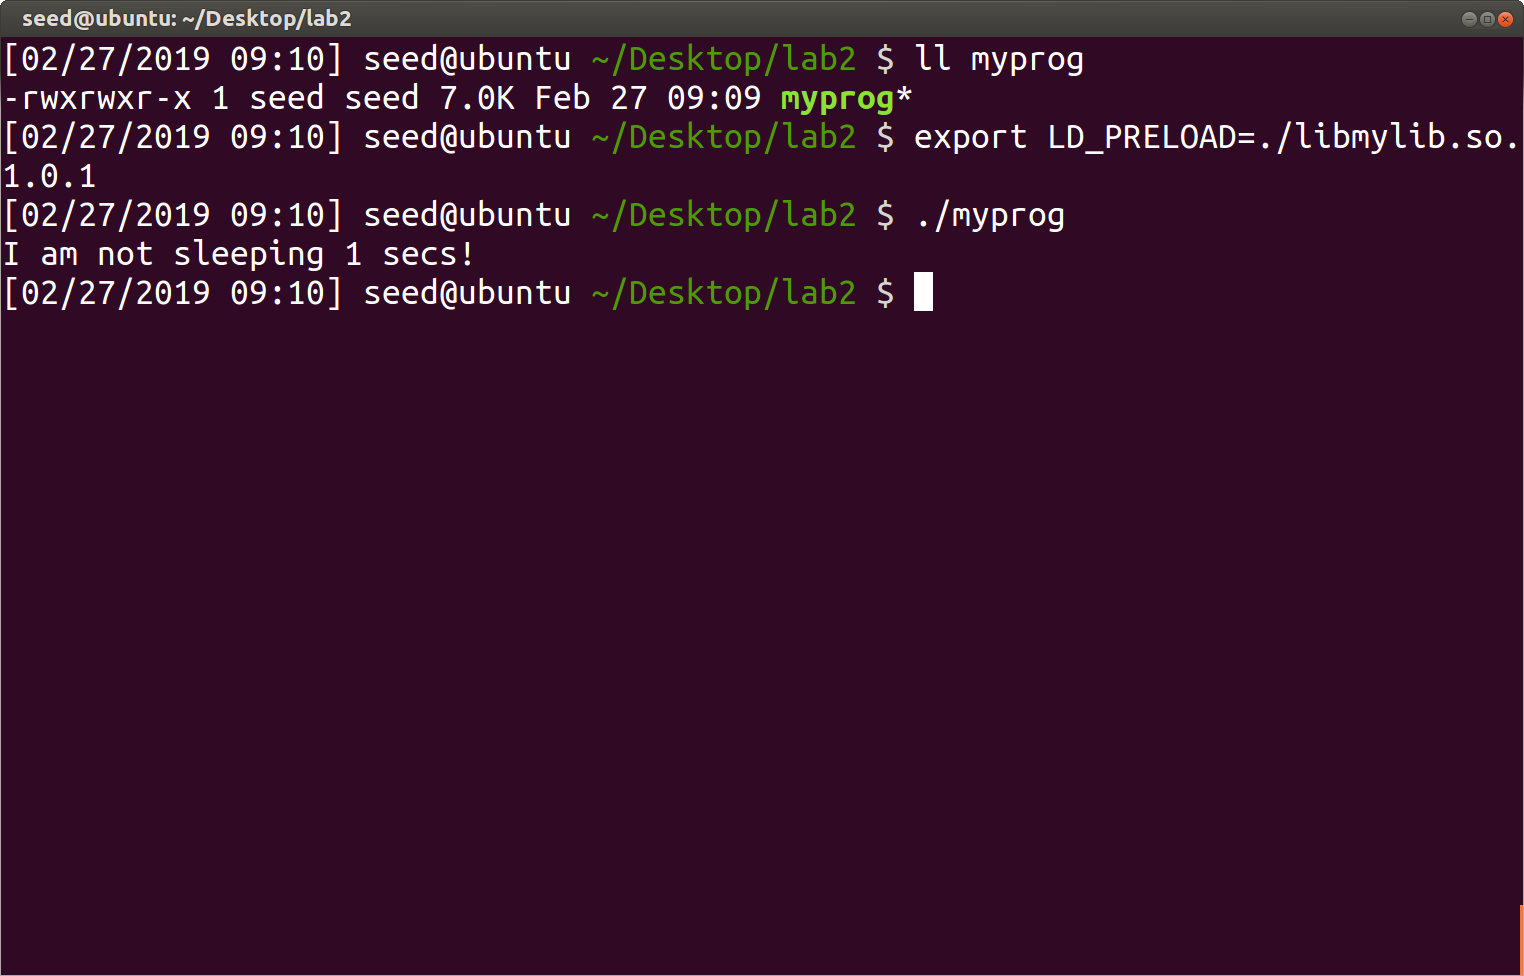 seed@ubuntu: ~/Desktop/lab2
[02/27/2019 09:10] seed@ubuntu ~/Desktop/lab2 $ ll myprog
-rwxrwxr-x 1 seed seed 7.0K Feb 27 09:09 myprog*
[02/27/2019 09:10] seed@ubuntu ~/Desktop/lab2 $ export LD_PRELOAD=./libmylib.so.
1.0.1
[02/27/2019 09:10] seed@ubuntu ~/Desktop/lab2 $ ./myprog
I am not sleeping 1 secs!
[02/27/2019 09:10] seed@ubuntu ~/Desktop/lab2 $